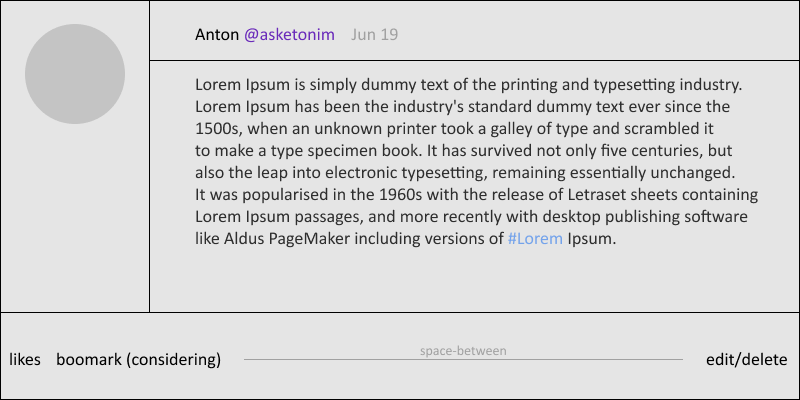 Anton @asketonim Jun 19
Lorem Ipsum is simply dummy text of the printing and typesetting industry.
Lorem Ipsum has been the industry's standard dummy text ever since the
1500s, when an unknown printer took a galley of type and scrambled it
to make a type specimen book. It has survived not only five centuries, but
also the leap into electronic typesetting, remaining essentially unchanged.
It was popularised in the 1960s with the release of Letraset sheets containing
Lorem Ipsum passages, and more recently with desktop publishing software
like Aldus PageMaker including versions of #Lorem Ipsum.
likes boomark (considering) space-between edit/delete